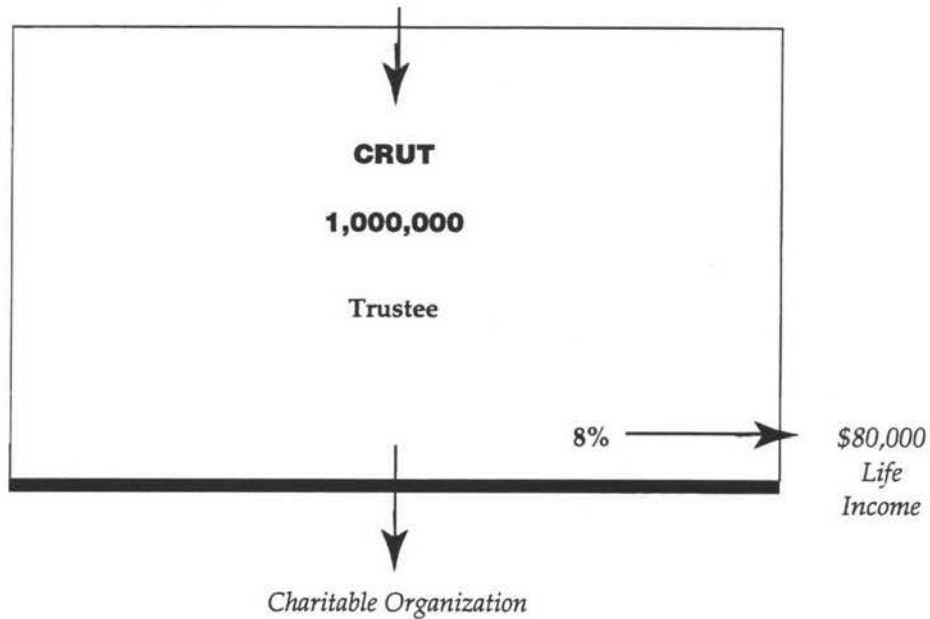 CRUT
1,000,000
Trustee
8%
$80,000
Life
Income
Charitable Organization